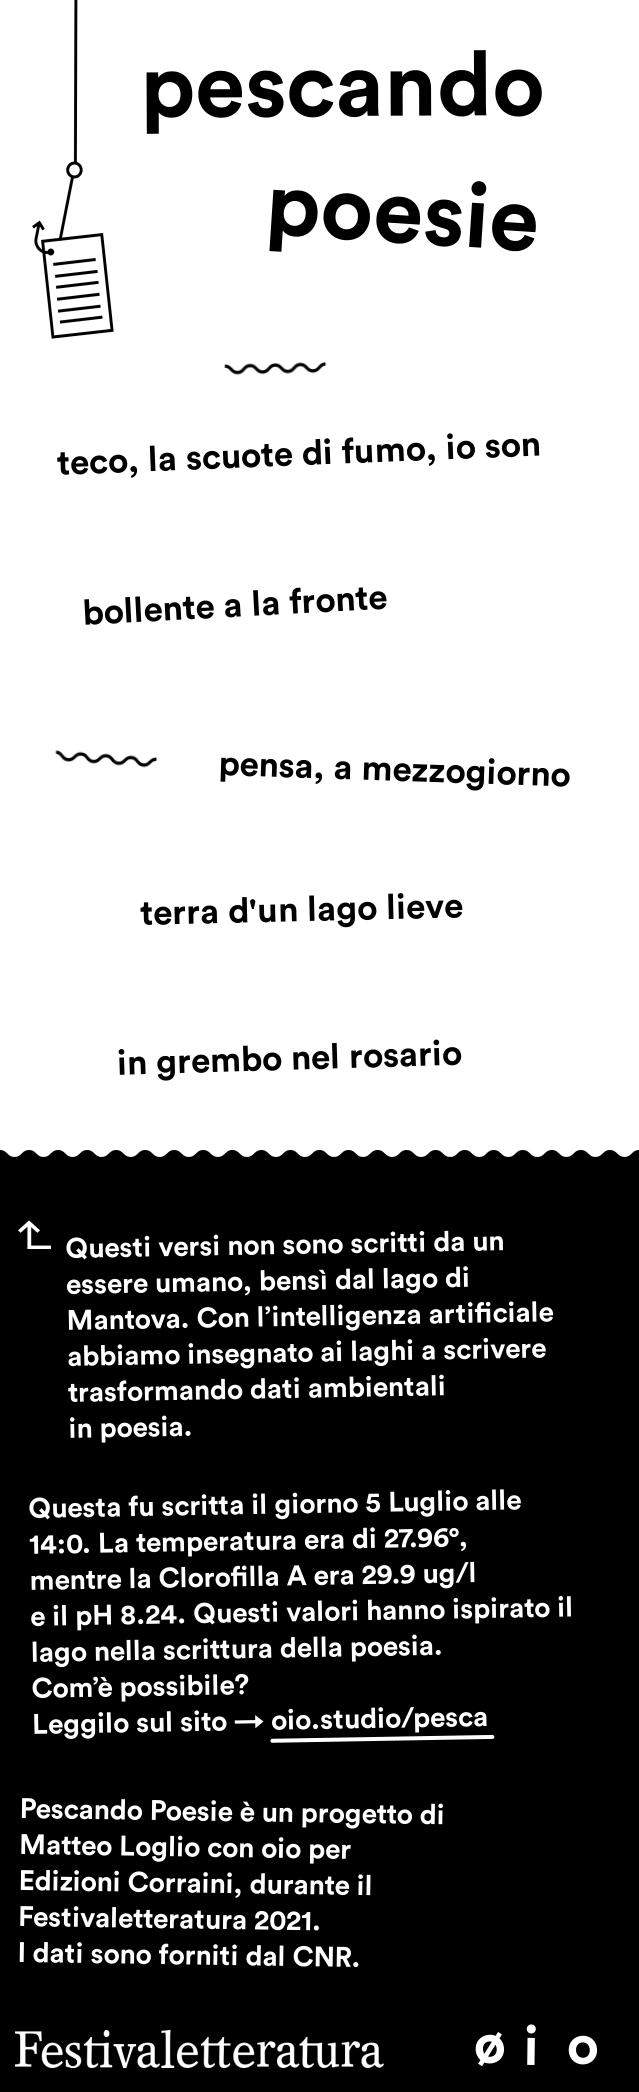 pescando
poesie
teco, la scuote di fumo, io son
bollente a la fronte
pensa, a mezzogiorno
terra d'un lago lieve
in grembo nel rosario
Questi versi non sono scritti da un
essere umano, bensì dal lago di
Mantova. Con l’intelligenza artificiale
abbiamo insegnato ai laghi a scrivere
trasformando dati ambientali
in poesia.
Questa fu scritta il giorno 5 Luglio alle
14:0. La temperatura era di 27.96°,
mentre la Clorofilla A era 29.9 ug/l
e il pH 8.24. Questi valori hanno ispirato il
lago nella scrittura della poesia.
Com’è possibile?
Leggilo sul sito → oio.studio/pesca
Pescando Poesie è un progetto di
Matteo Loglio con oio per
Edizioni Corraini, durante il
Festivaletteratura 2021.
I dati sono forniti dal CNR.
Festivaletteratura øio